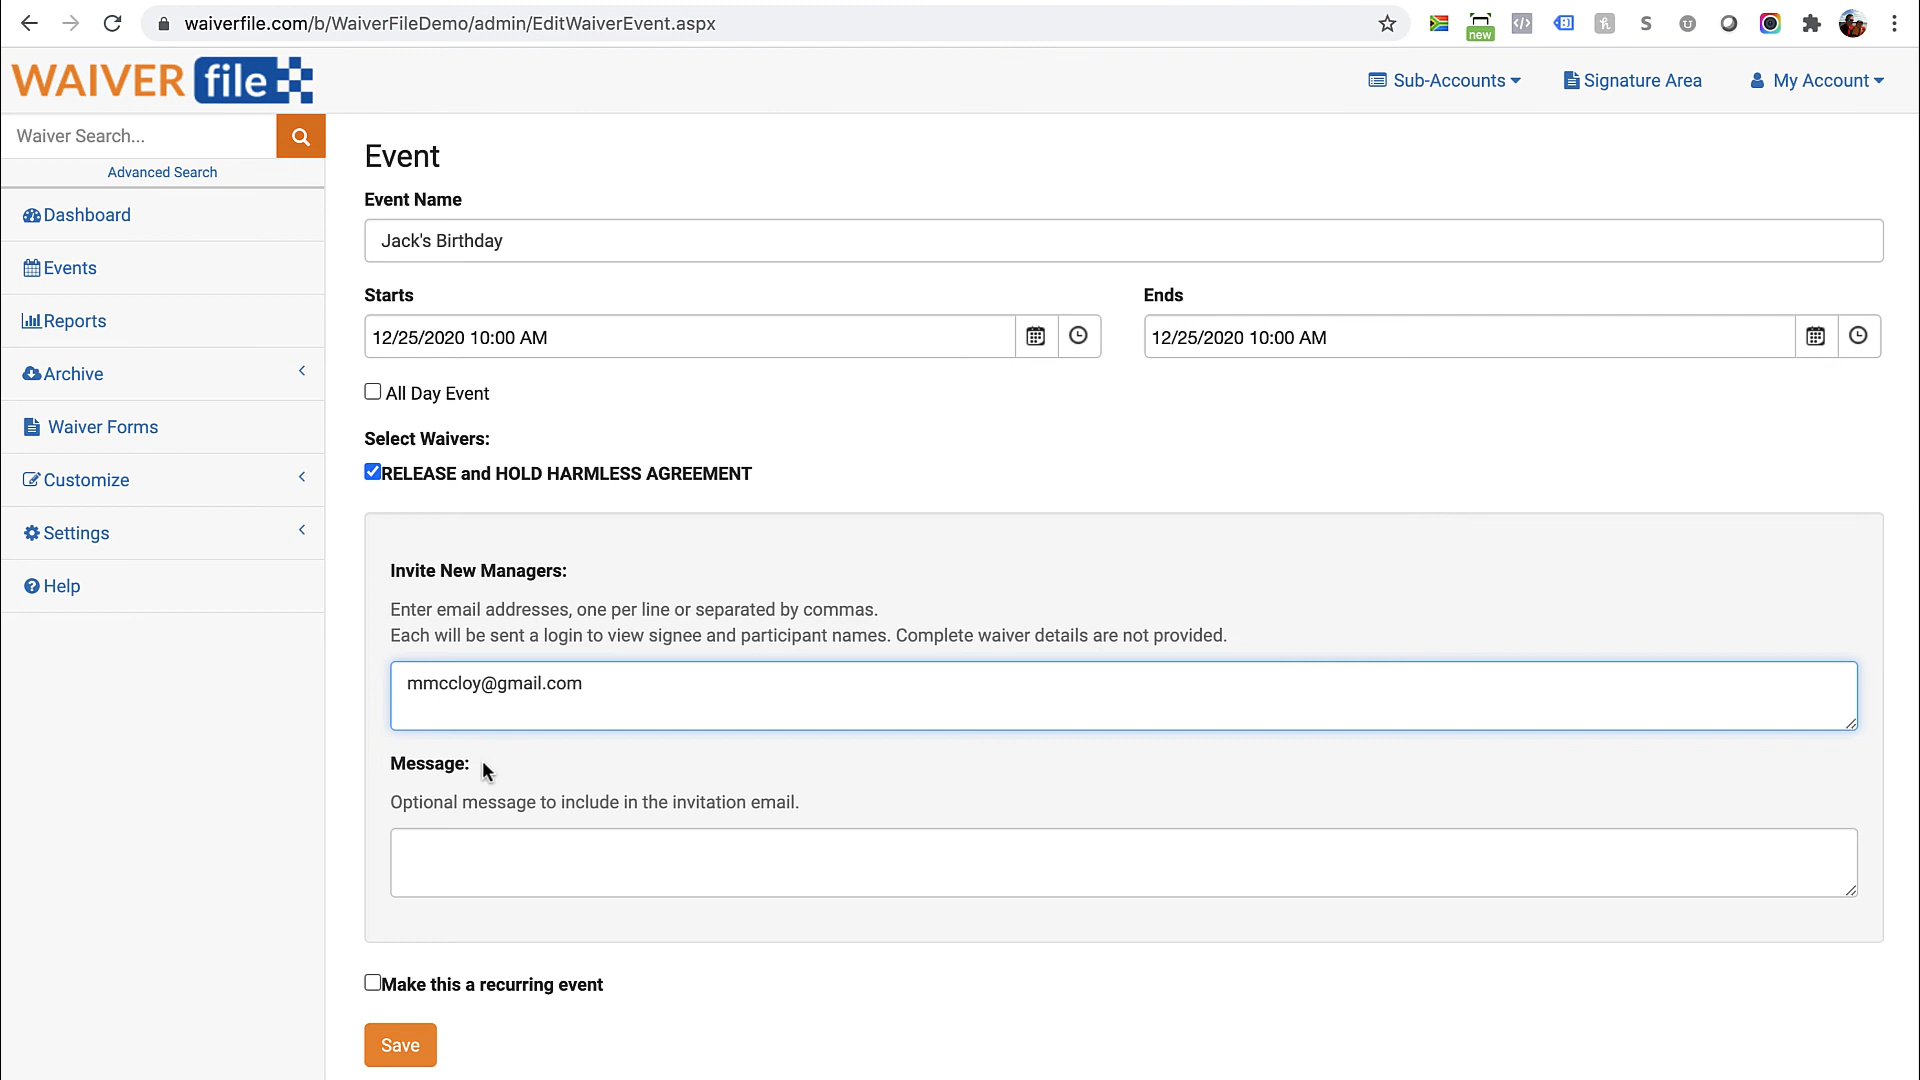 waiverfile.com/b/WaiverFileDemo/admin/EditWaiverEvent.aspx
new
WAIVER file
Sub-Accounts
Signature Area
My Account
Waiver Search...
Advanced Search
Dashboard
Events
Reports
Archive
Waiver Forms
Customize
Settings
Help
Event
Event Name
Jack's Birthday
Starts
Ends
12/25/2020 10:00 AM
12/25/2020 10:00 AM
All Day Event
Select Waivers:
RELEASE and HOLD HARMLESS AGREEMENT
Invite New Managers:
Enter email addresses, one per line or separated by commas.
Each will be sent a login to view signee and participant names. Complete waiver details are not provided.
mmccloy@gmail.com
Message:
Optional message to include in the invitation email.
Make this a recurring event
Save